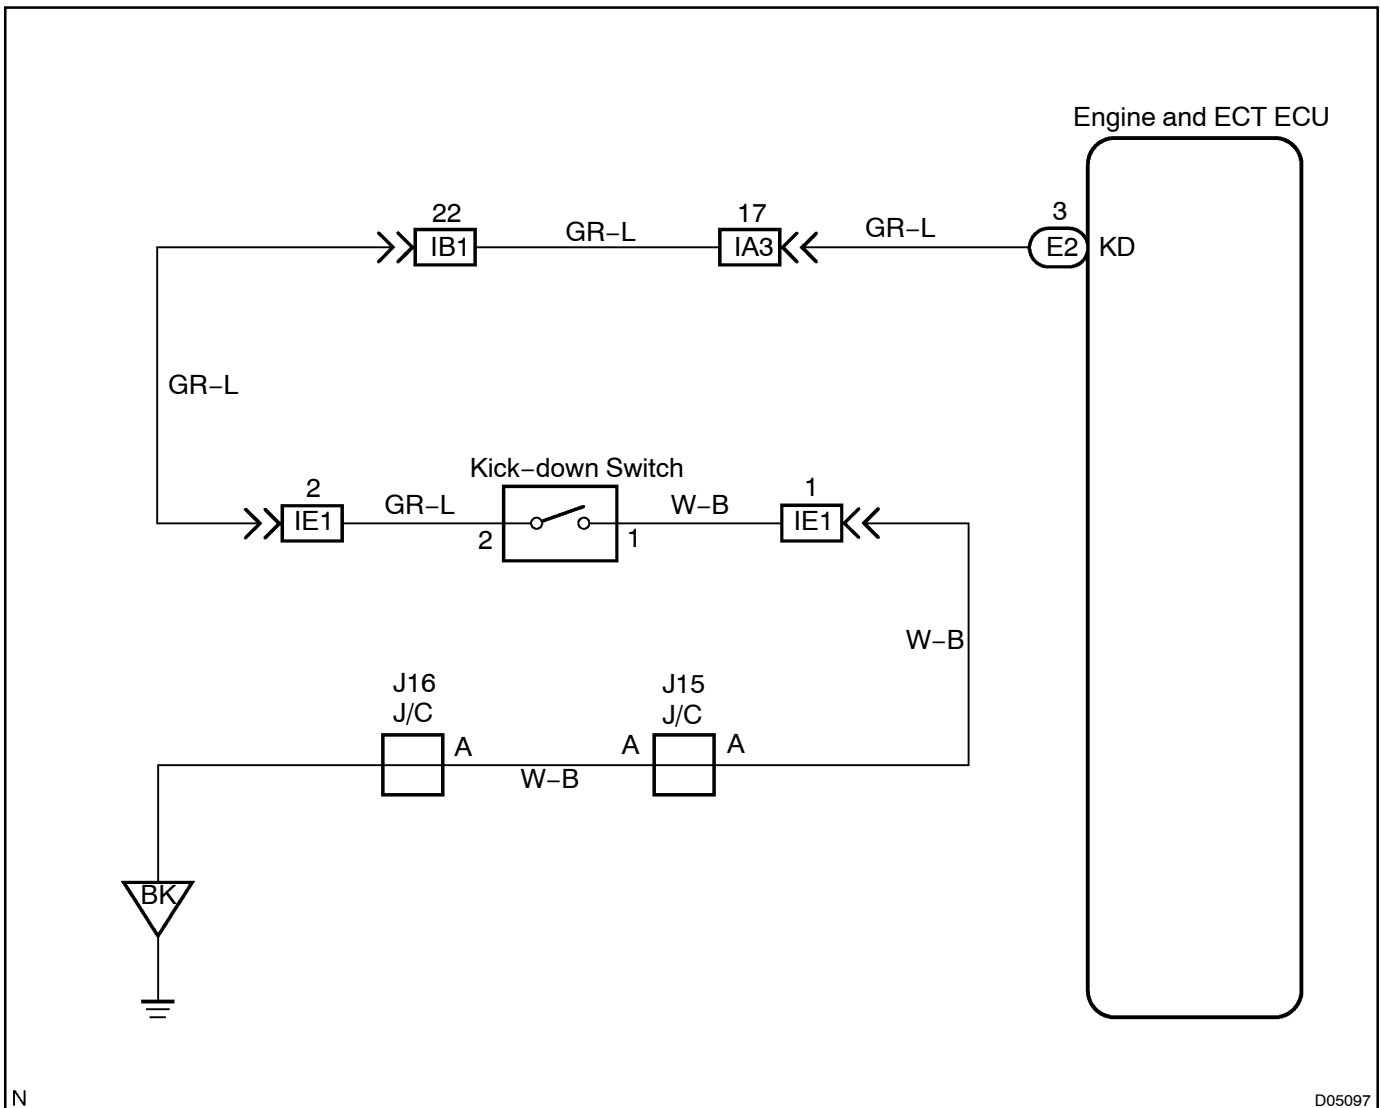 Engine and ECT ECU
22
17
3
IB1
GR–L
IA3
GR–L
E2
KD
GR–L
Kick–down Switch
2
1
IE1
GR–L
W–B
IE1
2
1
W–B
J16
J/C
J15
J/C
A
A
A
W–B
BK
N
D05097